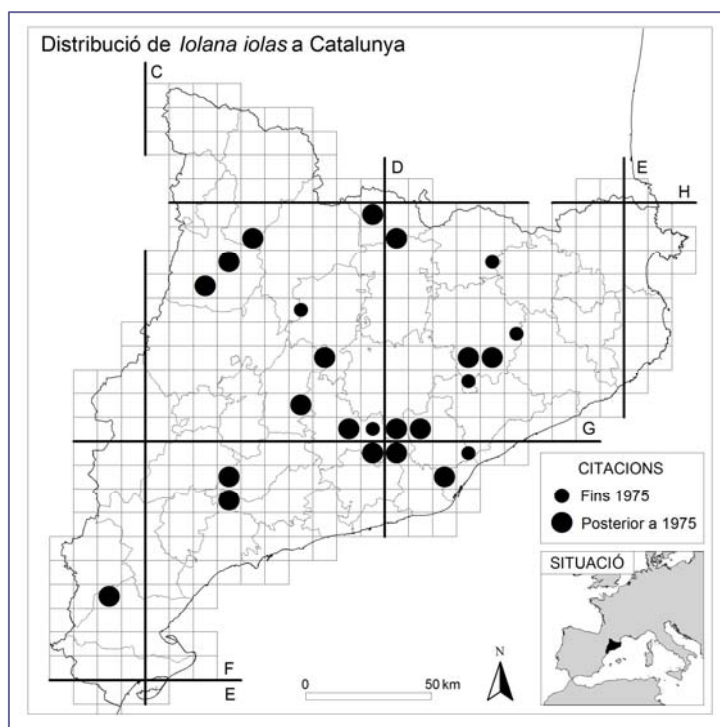 Distribució de Iolana iolas a Catalunya
C
D
E
H
G
CITACIONS
Fins 1975
Posterior a 1975
SITUACIÓ
N
F
E
0 50 km